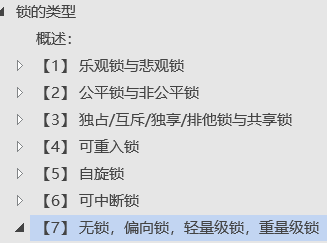 锁的类型
概述：
【1】 乐观锁与悲观锁
【2】 公平锁与非公平锁
【3】 独占/互斥/独享/排他锁与共享锁
【4】 可重入锁
【5】 自旋锁
【6】 可中断锁
【7】 无锁，偏向锁，轻量级锁，重量级锁